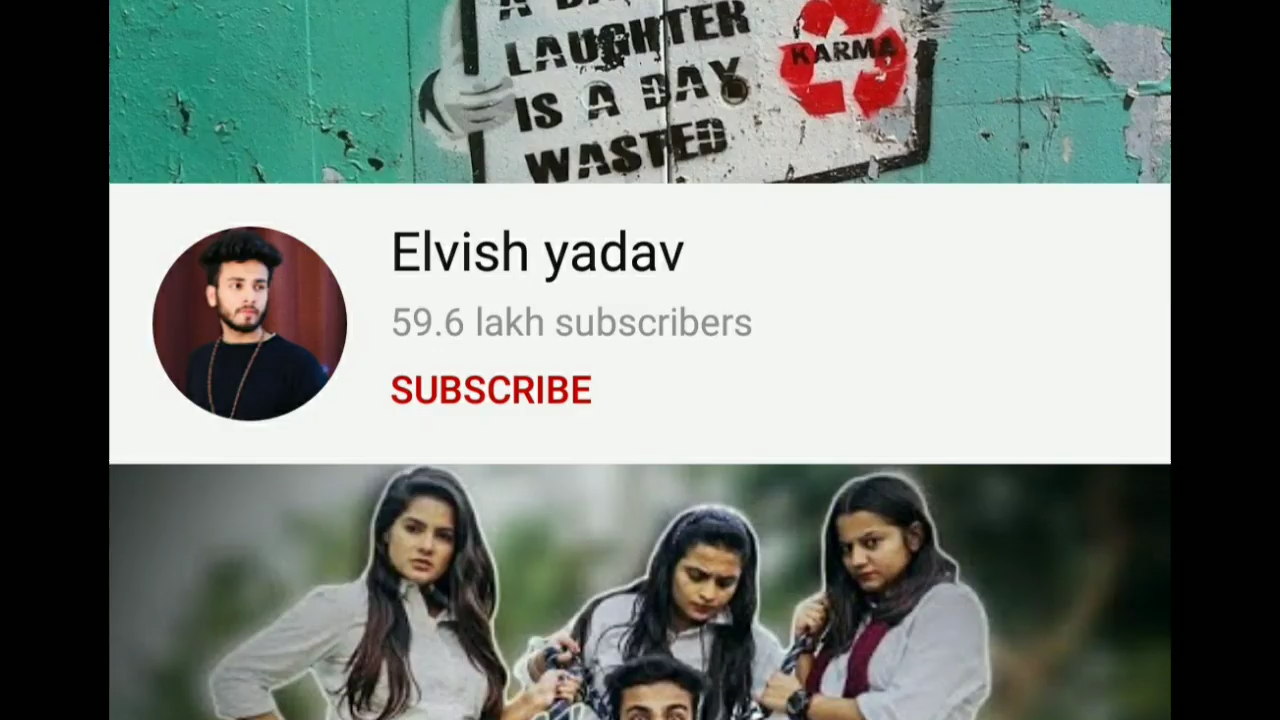 LAUGHTER
IS A DAY
WASTED
KARMA
Elvish yadav
59.6 lakh subscribers
SUBSCRIBE